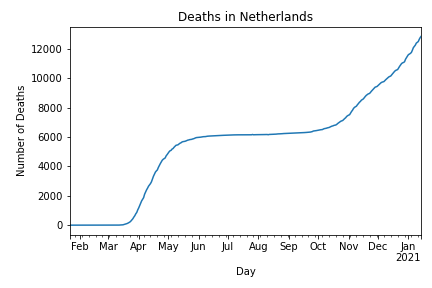 Deaths in Netherlands
Number of Deaths
12000
10000
8000
6000
4000
2000
0
Feb Mar Apr May Jun Jul Aug Sep Oct Nov Dec Jan
2021
Day